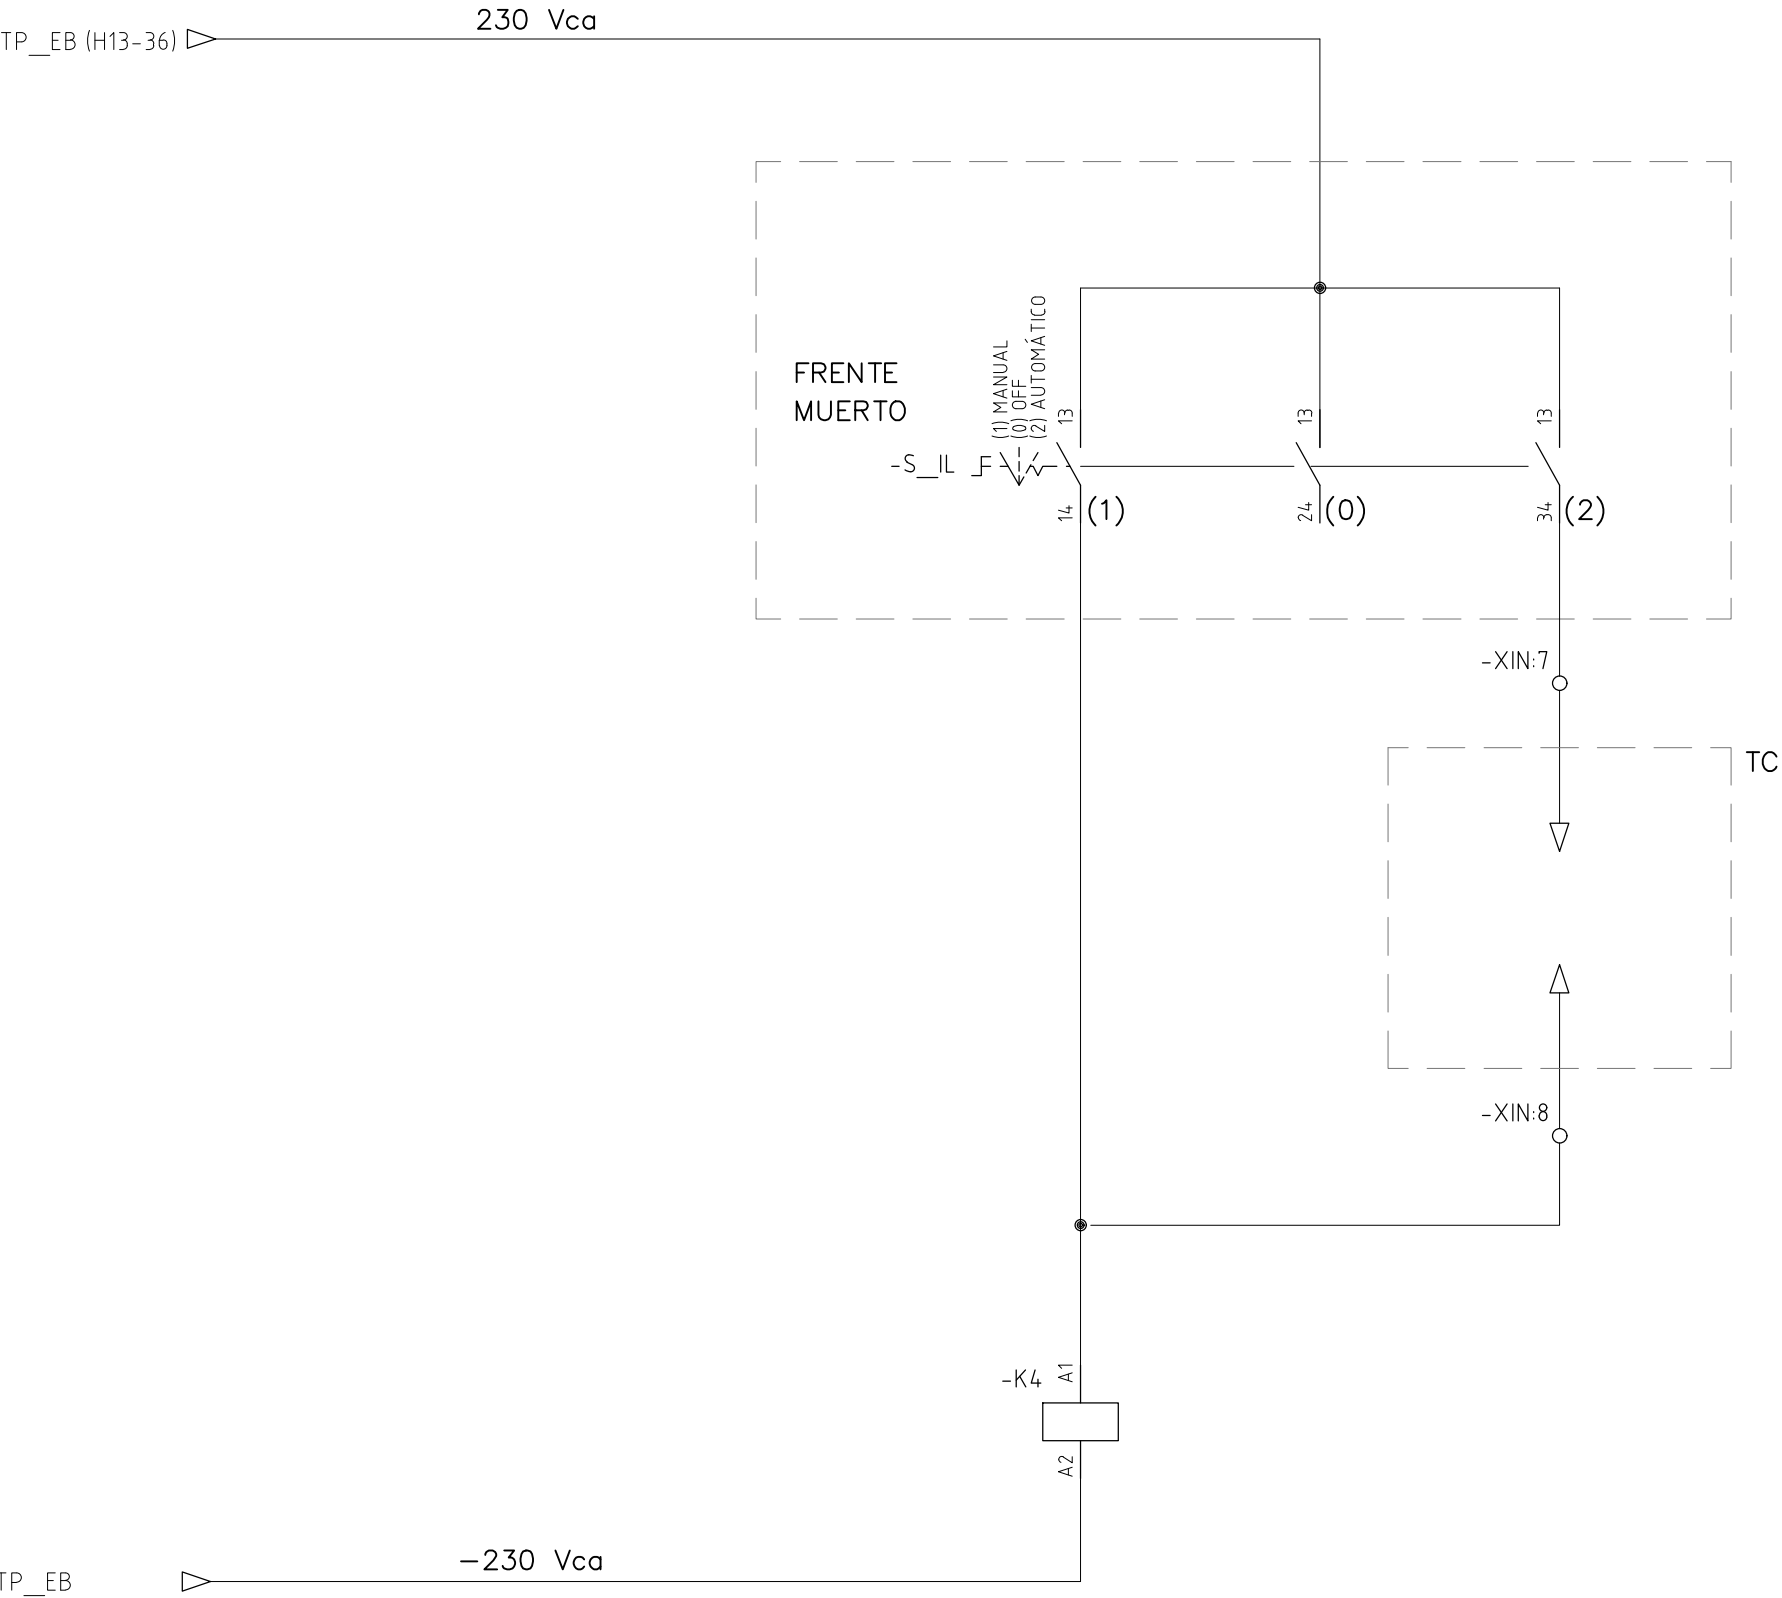 230 Vca
TP_EB (H13-36)
(1) MANUAL
(0) OFF
(2) AUTOMÁTICO
FRENTE
MUERTO
13
13
13
-S_IL
14
(1)
24
(0)
34
(2)
-XIN:7
TC
-XIN:8
-K4
A1
A2
-230 Vca
TP_EB